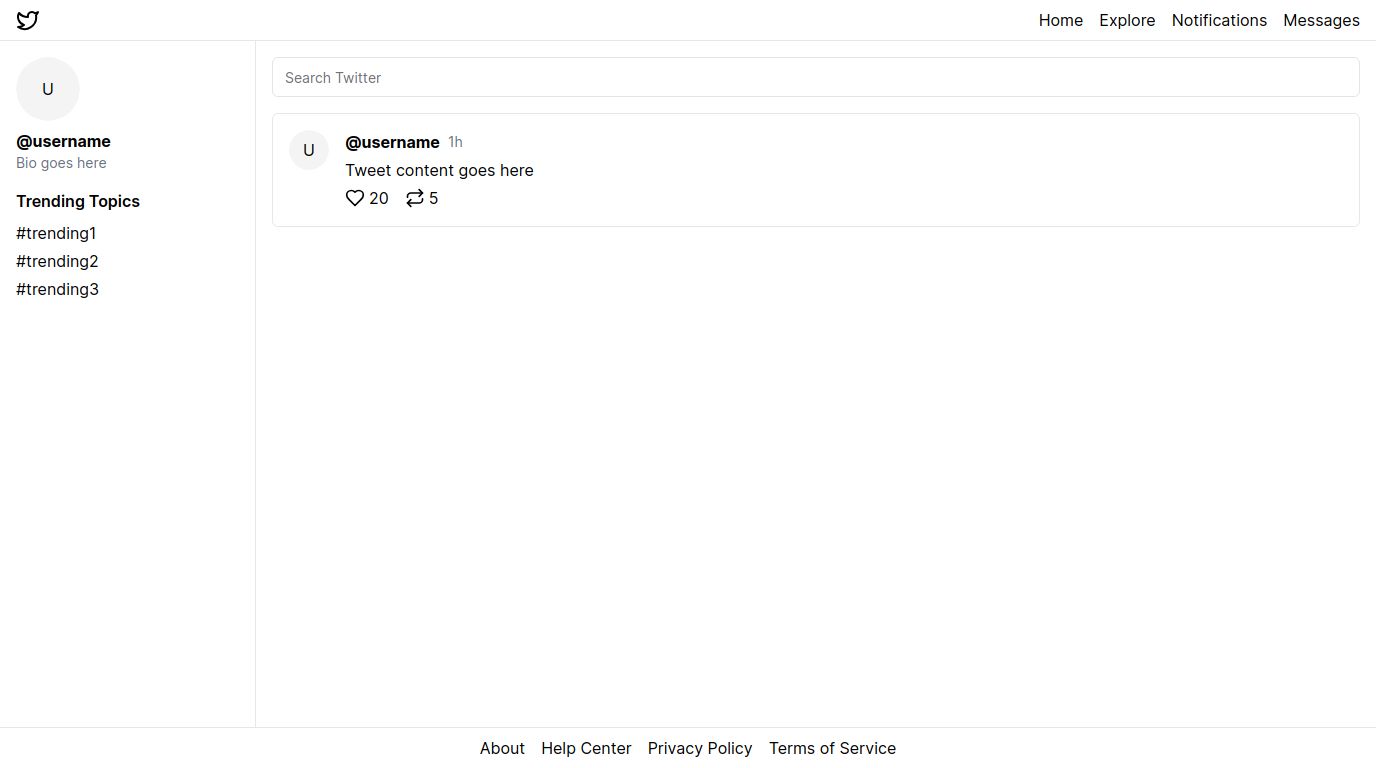 Home Explore Notifications Messages
U
@username
Bio goes here
Trending Topics
#trending1
#trending2
#trending3
Search Twitter
U
@username 1h
Tweet content goes here
20 5
About Help Center Privacy Policy Terms of Service